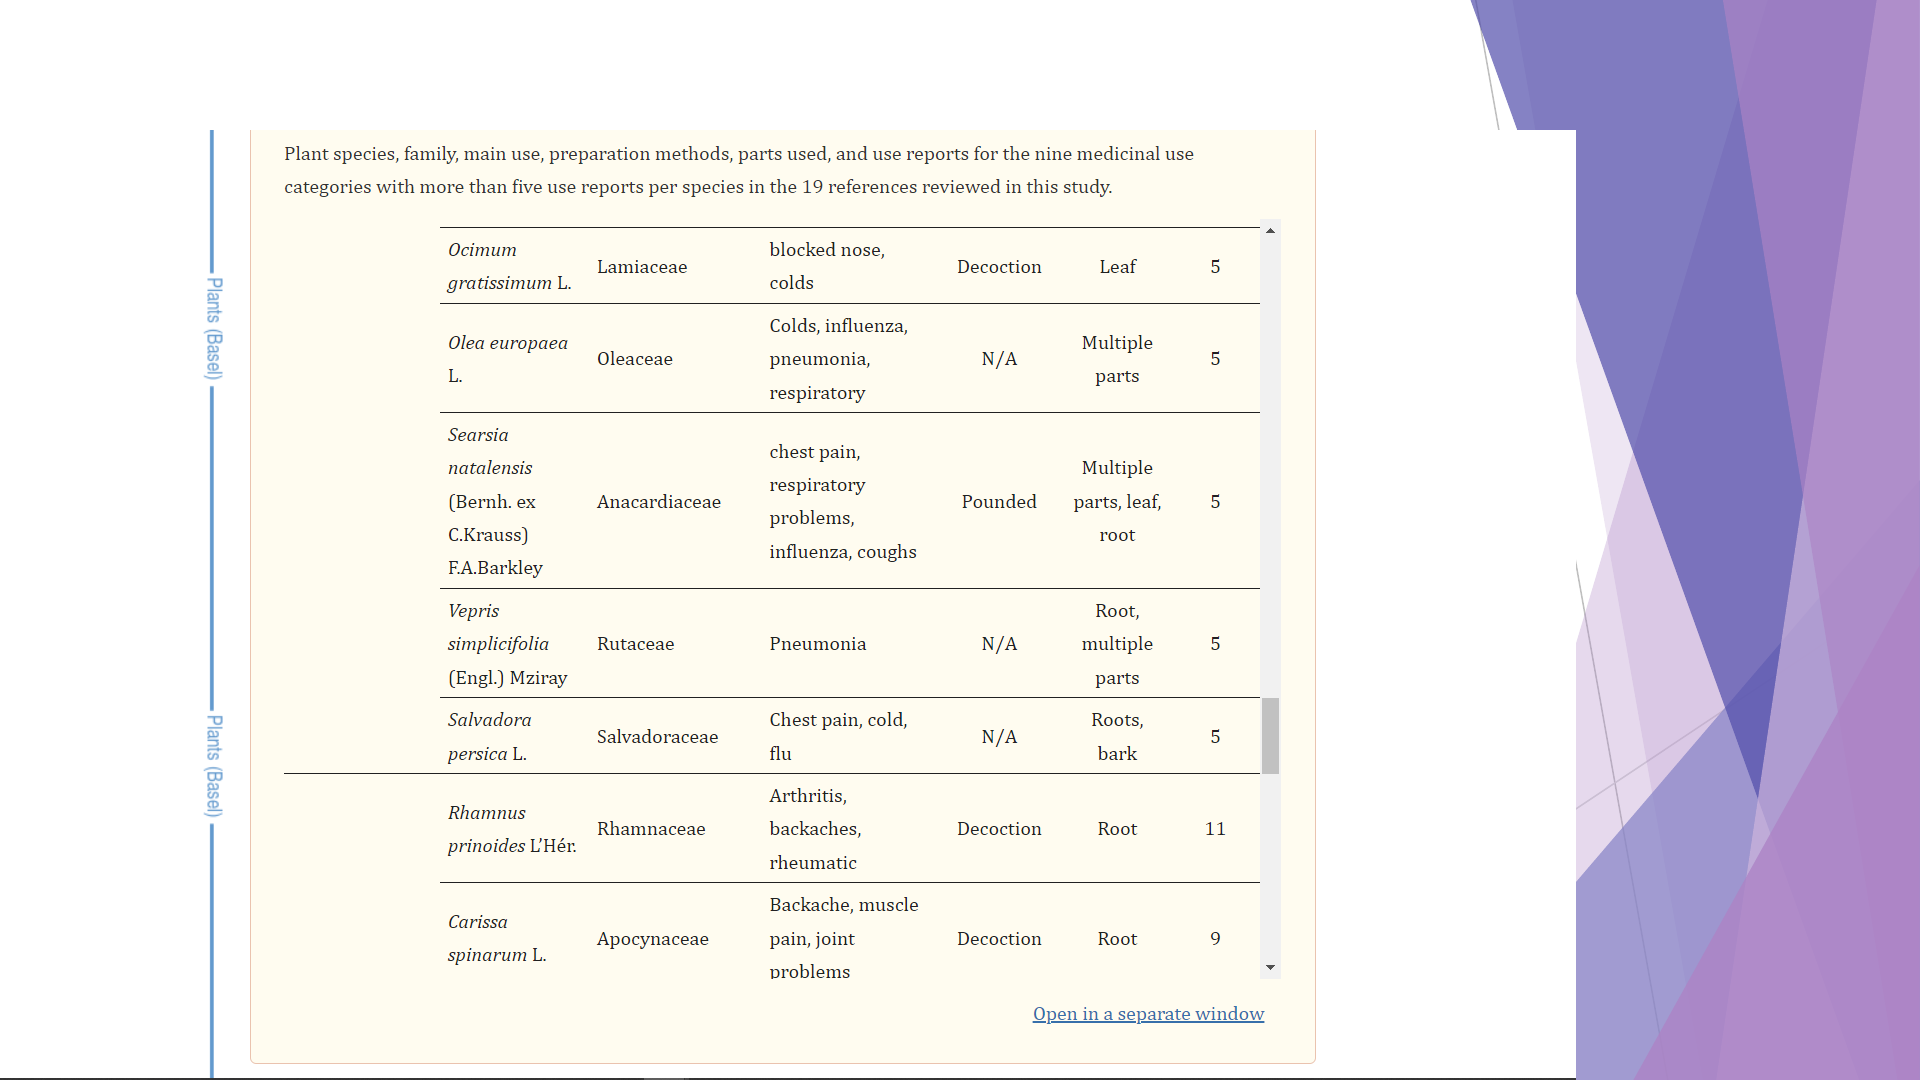 Plant species, family, main use, preparation methods, parts used, and use reports for the nine medicinal use
categories with more than five use reports per species in the 19 references reviewed in this study.
Ocimum gratissimum L. Lamiaceae blocked nose, colds Decoction Leaf 5
Olea europaea L. Oleaceae Colds, influenza, pneumonia, respiratory N/A Multiple parts 5
Searsia natalensis (Bernh. ex C.Krauss) F.A.Barkley Anacardiaceae chest pain, respiratory problems, influenza, coughs Pounded Multiple parts, leaf, root 5
Vepris simplicifolia (Engl.) Mziray Rutaceae Pneumonia N/A Root, multiple parts 5
Salvadora persica L. Salvadoraceae Chest pain, cold, flu N/A Roots, bark 5
Rhamnus prinoides L’Hér. Rhamnaceae Arthritis, backaches, rheumatic Decoction Root 11
Carissa spinarum L. Apocynaceae Backache, muscle pain, joint problems Decoction Root 9
Open in a separate window
Plants (Basel)
Plants (Basel)